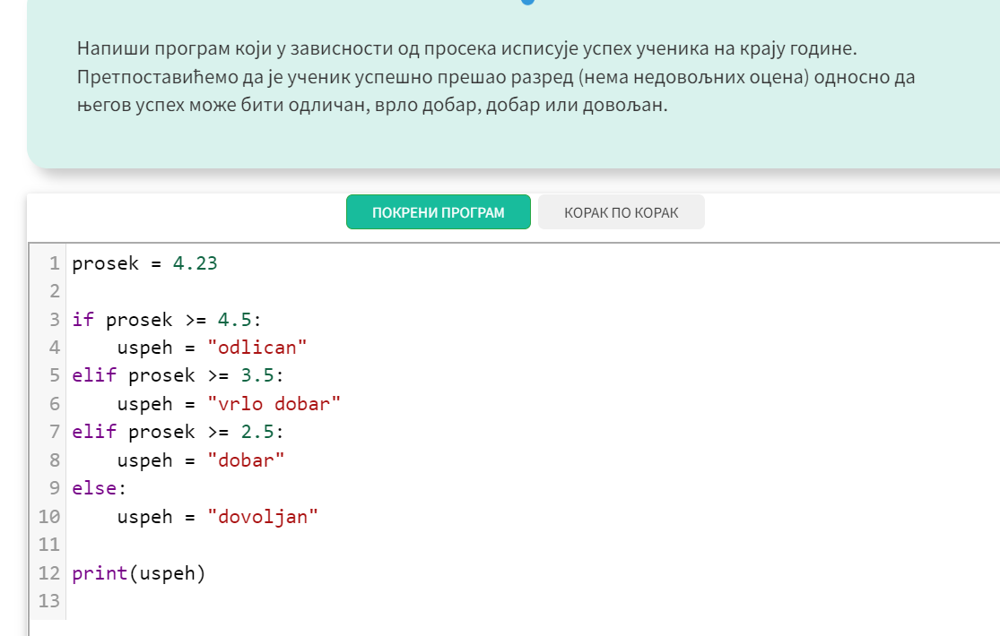 Напиши програм који у зависности од просека исписује успех ученика на крају године.
Претпоставићемо да је ученик успешно прешао разред (нема недовољних оцена) односно да
његов успех може бити одличан, врло добар, добар или довољан.
ПОКРЕНИ ПРОГРАМ КОРАК ПО КОРАК
1 prosek = 4.23
2
3 if prosek >= 4.5:
4     uspeh = "odlican"
5 elif prosek >= 3.5:
6     uspeh = "vrlo dobar"
7 elif prosek >= 2.5:
8     uspeh = "dobar"
9 else:
10     uspeh = "dovoljan"
11
12 print(uspeh)
13